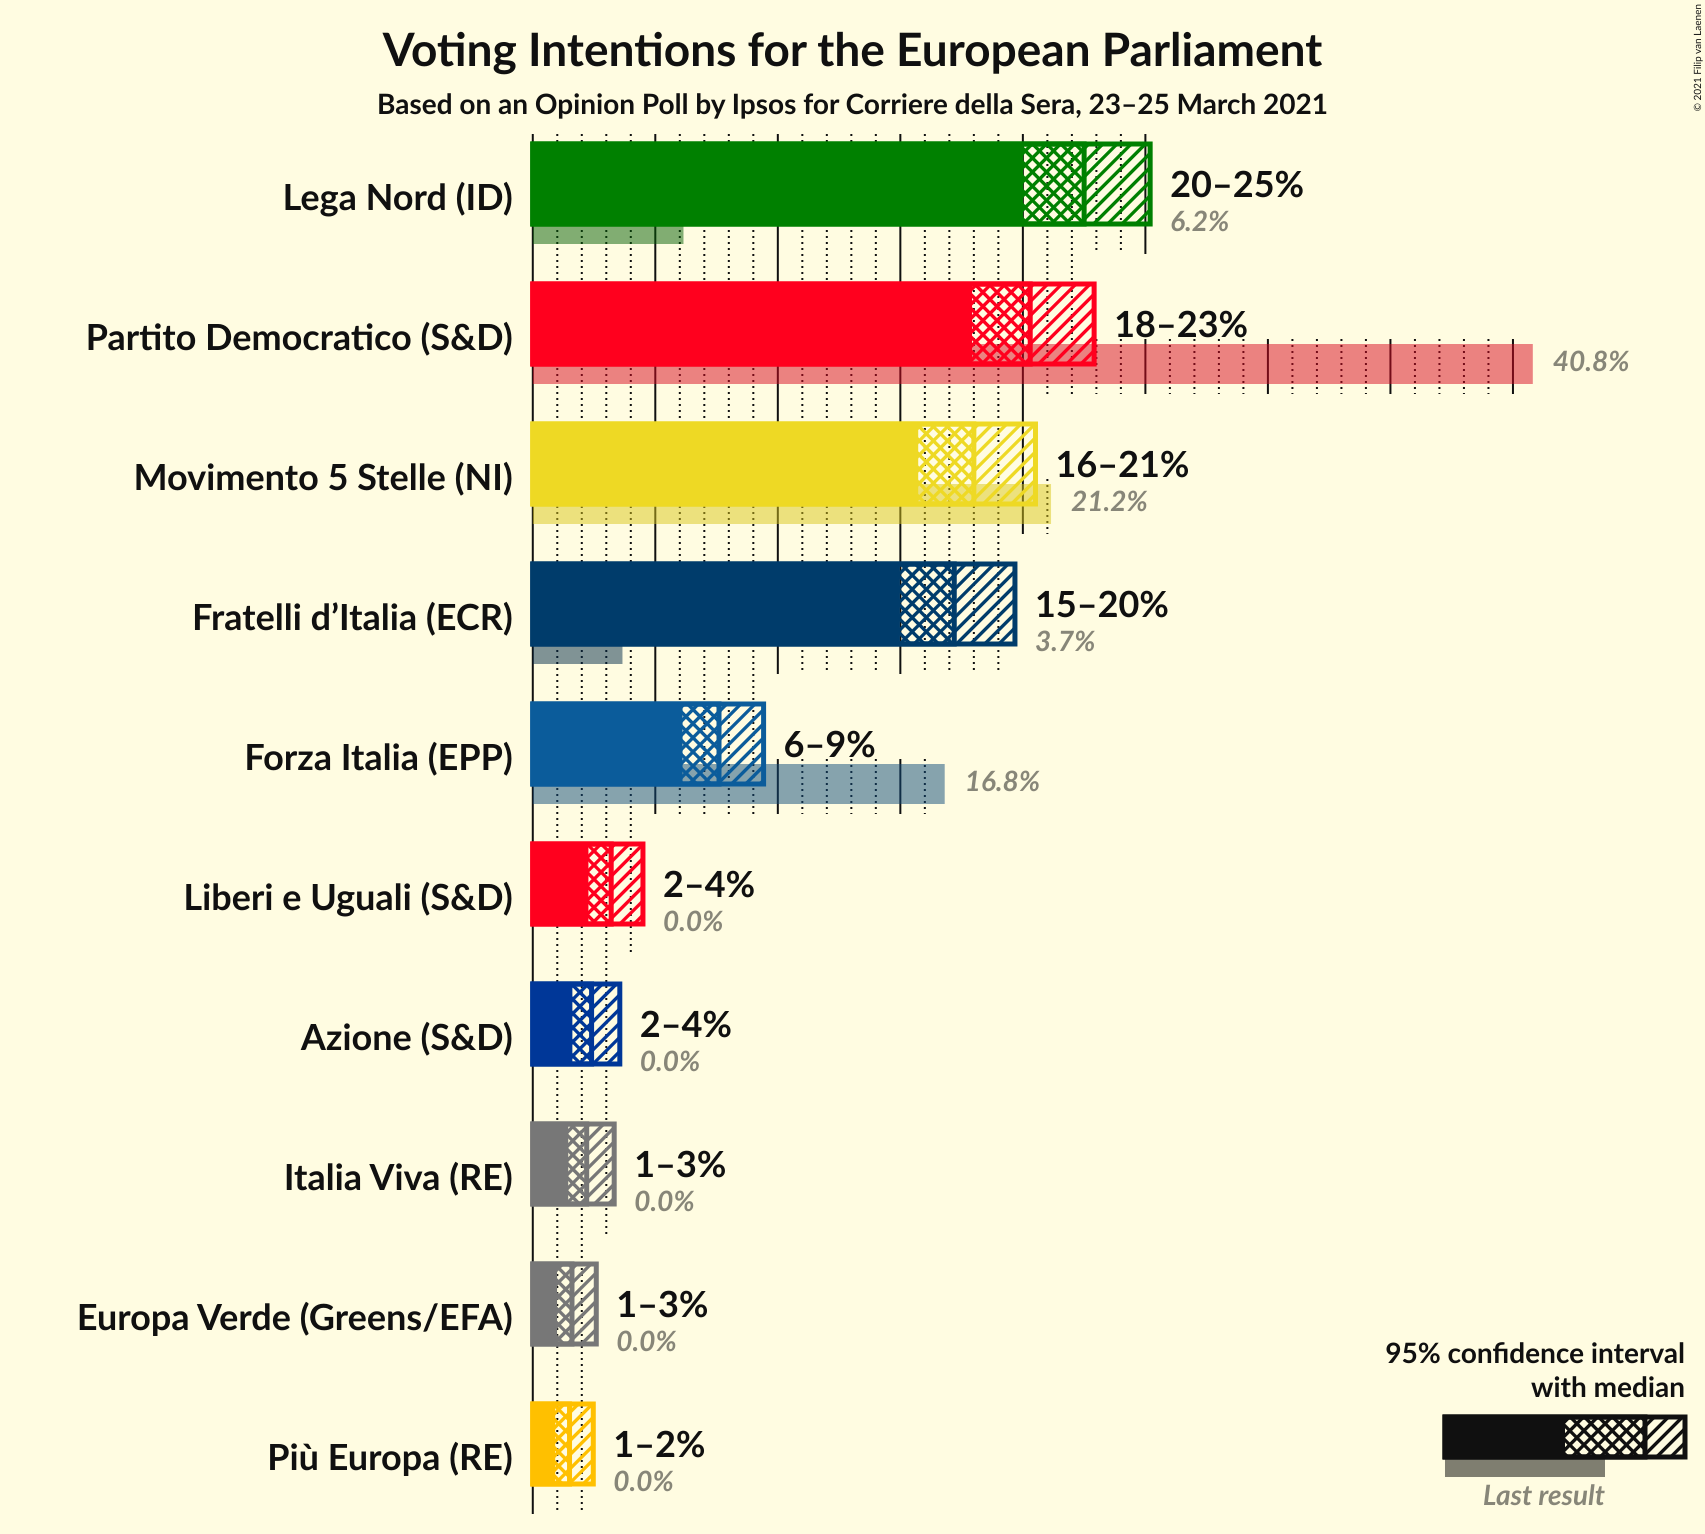 Voting Intentions for the European Parliament
Based on an Opinion Poll by Ipsos for Corriere della Sera, 23–25 March 2021
© 2021 Filip van Laenen
Lega Nord (ID)
20–25%
6.2%
Partito Democratico (S&D)
18–23%
40.8%
Movimento 5 Stelle (NI)
16–21%
21.2%
Fratelli d’Italia (ECR)
15–20%
3.7%
Forza Italia (EPP)
6–9%
16.8%
Liberi e Uguali (S&D)
2–4%
0.0%
Azione (S&D)
2–4%
0.0%
Italia Viva (RE)
1–3%
0.0%
Europa Verde (Greens/EFA)
1–3%
0.0%
Più Europa (RE)
1–2%
0.0%
95% confidence interval
with median
Last result